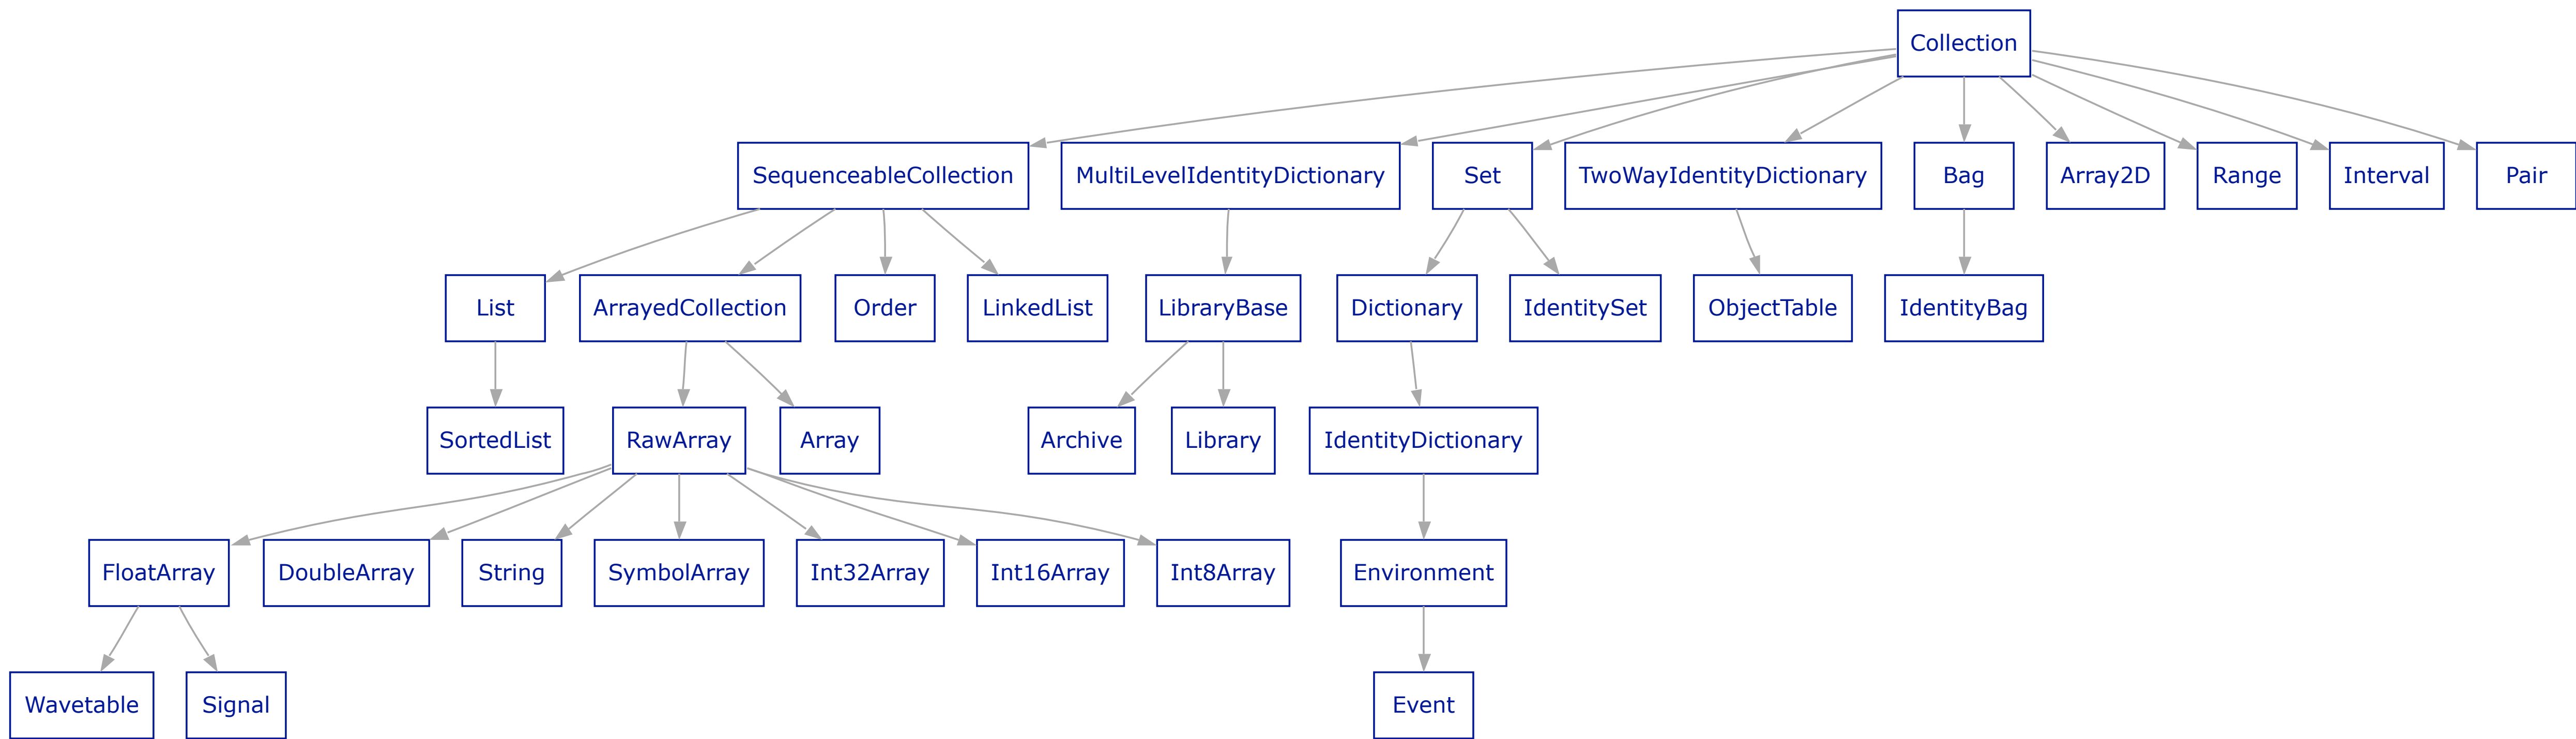 Collection
SequenceableCollection
MultiLevelIdentityDictionary
Set
TwoWayIdentityDictionary
Bag
Array2D
Range
Interval
Pair
List
ArrayedCollection
Order
LinkedList
LibraryBase
Dictionary
IdentitySet
ObjectTable
IdentityBag
SortedList
RawArray
Array
Archive
Library
IdentityDictionary
FloatArray
DoubleArray
String
SymbolArray
Int32Array
Int16Array
Int8Array
Environment
Wavetable
Signal
Event